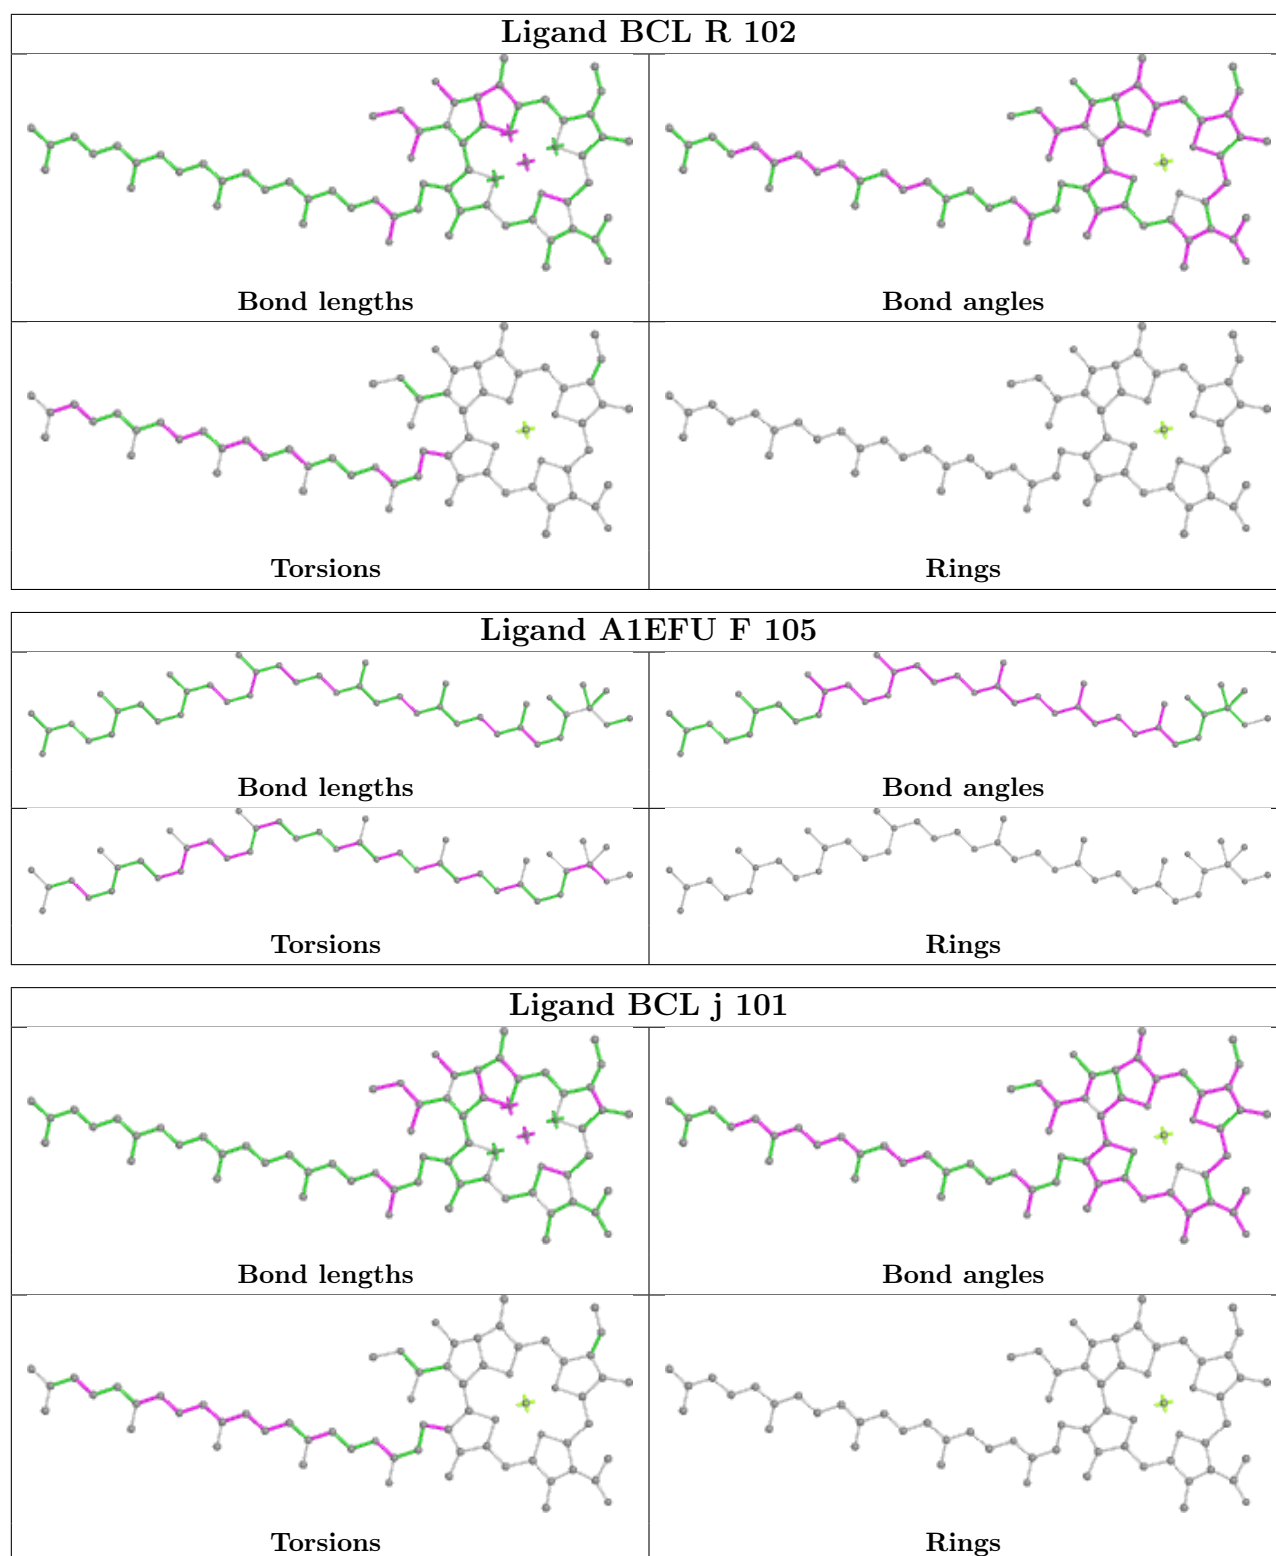 Ligand BCL R 102
Bond lengths
Bond angles
Torsions
Rings
Ligand A1EFU F 105
Bond lengths
Bond angles
Torsions
Rings
Ligand BCL j 101
Bond lengths
Bond angles
Torsions
Rings